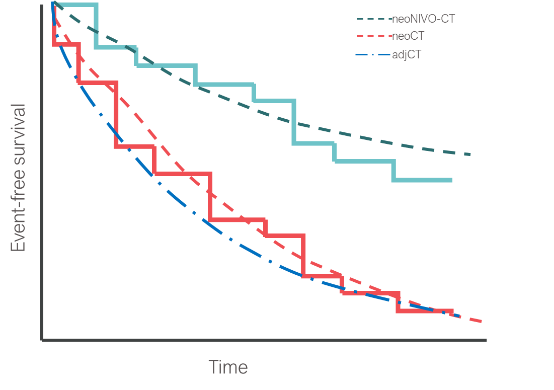 neoNIVO-CT
neoCT
adjCT
Event-free survival
Time